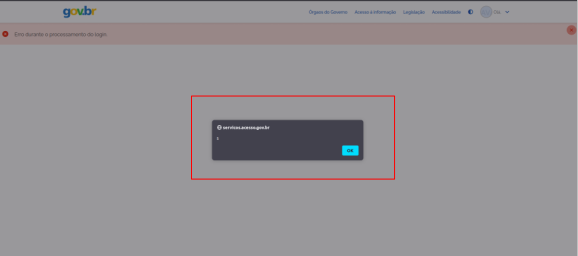 gov.br
Órgãos do Governo Acesso à Informação Legislação Acessibilidade Olá,
Erro durante o processamento do login
servicos.acesso.gov.br
OK